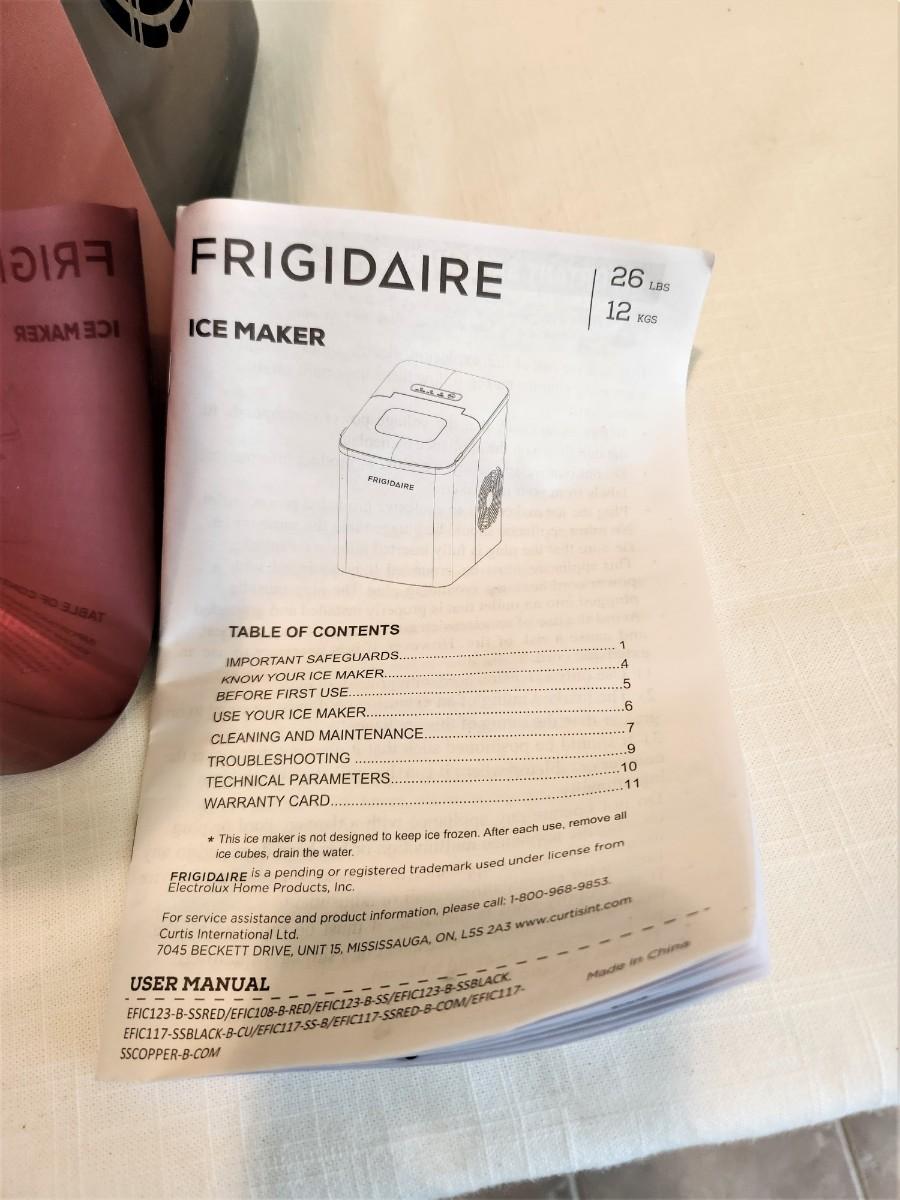 FRIGIDAIRE
26 LBS
12 KGS
ICE MAKER
FRIGIDAIRE
TABLE OF CONTENTS
IMPORTANT SAFEGUARDS........................................................ 1
KNOW YOUR ICE MAKER............................................................4
BEFORE FIRST USE....................................................................5
USE YOUR ICE MAKER................................................................6
CLEANING AND MAINTENANCE..................................................7
TROUBLESHOOTING .................................................................9
TECHNICAL PARAMETERS........................................................10
WARRANTY CARD.......................................................................11
* This ice maker is not designed to keep ice frozen. After each use, remove all
ice cubes, drain the water.
FRIGIDAIRE is a pending or registered trademark used under license from
Electrolux Home Products, Inc.
For service assistance and product information, please call: 1-800-968-9853.
Curtis International Ltd.
7045 BECKETT DRIVE, UNIT 15, MISSISSAUGA, ON, L5S 2A3 www.curtisint.com
USER MANUAL
Made in China
EFIC123-B-SSRED/EFIC108-B-RED/EFIC123-B-SS/EFIC123-B-SSBLACK.
EFIC117-SSBLACK-B-CU/EFIC117-SS-B/EFIC117-SSRED-B-COM/EFIC117-
SSCOPPER-B-COM